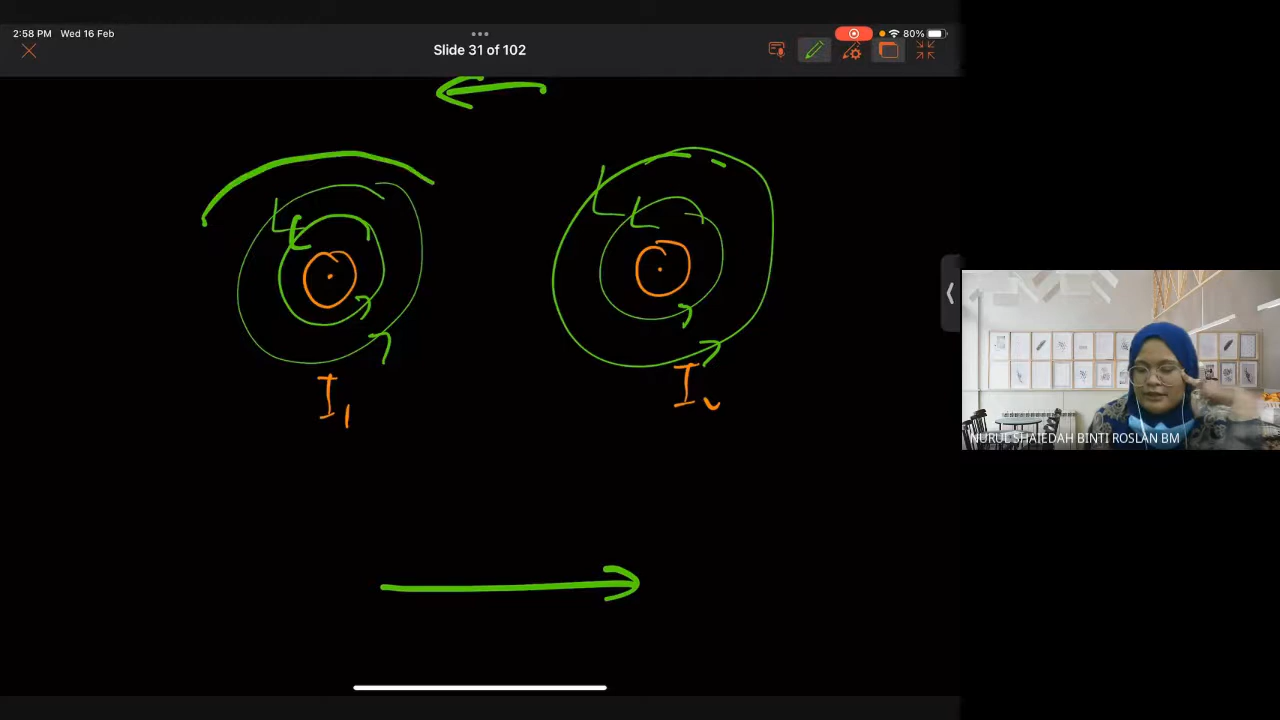 2:58 PM Wed 16 Feb
80%
Slide 31 of 102
I₁
I₂
NURUL SHAIEDAH BINTI ROSLAN BM